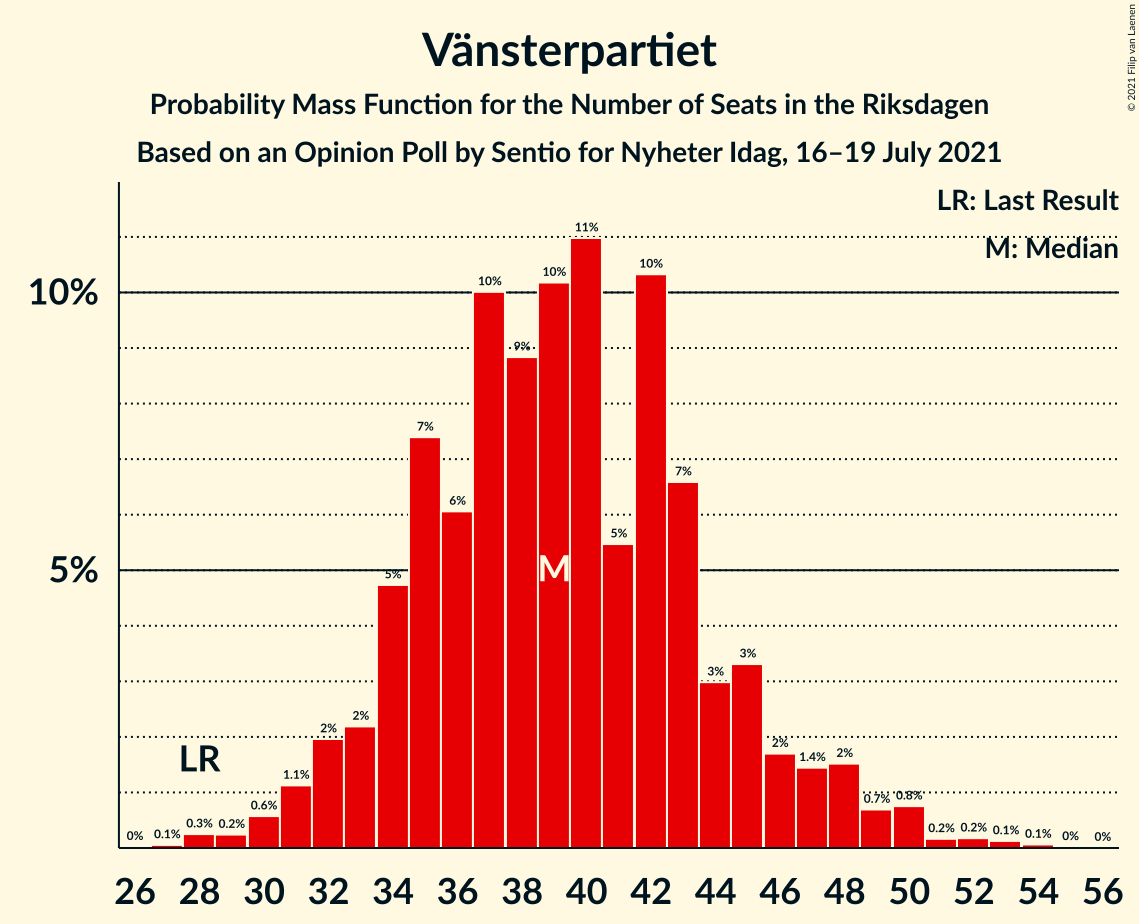 Vänsterpartiet
Probability Mass Function for the Number of Seats in the Riksdagen
Based on an Opinion Poll by Sentio for Nyheter Idag, 16–19 July 2021
© 2021 Filip van Laenen
LR: Last Result
M: Median
10%
5%
0% 0.1% 0.3% 0.2% 0.6% 1.1% 2% 2% 5% 7% 6% 10% 9% 10% 11% 5% 10% 7% 3% 3% 2% 1.4% 2% 0.7% 0.8% 0.2% 0.2% 0.1% 0.1% 0% 0%
LR
M
26 28 30 32 34 36 38 40 42 44 46 48 50 52 54 56